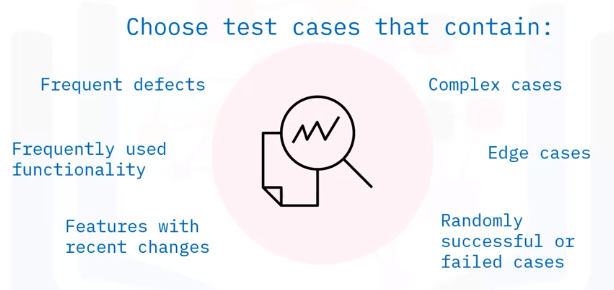 Choose test cases that contain:
Frequent defects
Complex cases
Frequently used
functionality
Edge cases
Features with
recent changes
Randomly
successful or
failed cases